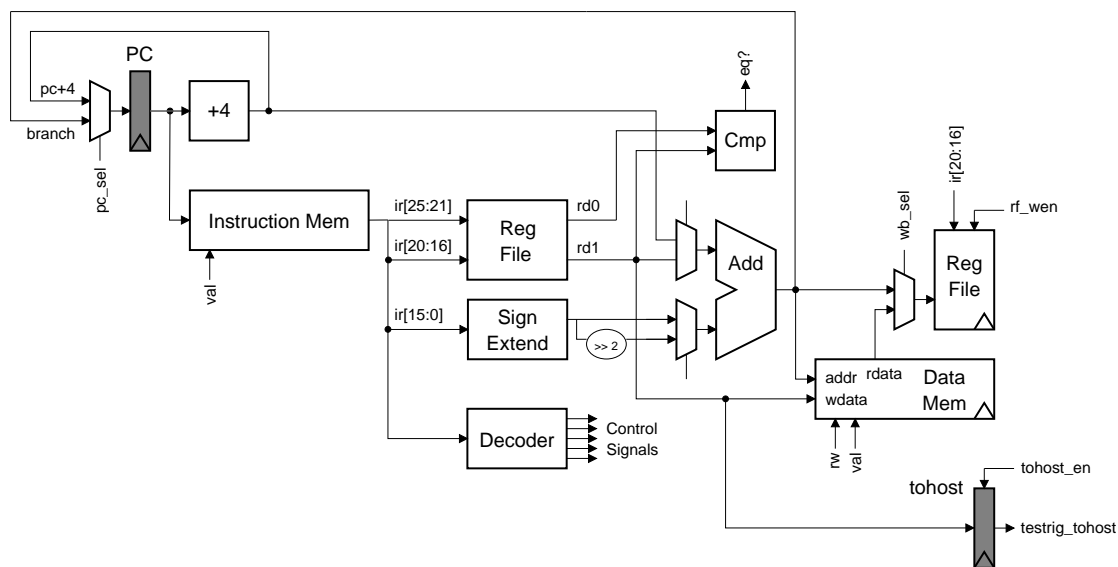 PC
pc+4
branch
pc_sel
+4
eq?
Cmp
Instruction Mem
val
ir[25:21]
ir[20:16]
ir[15:0]
Reg
File
rd0
rd1
Sign
Extend
>> 2
Add
Decoder
Control
Signals
wb_sel
ir[20:16]
rf_wen
Reg
File
addr
rdata
wdata
Data
Mem
rw
val
tohost
tohost_en
testrig_tohost